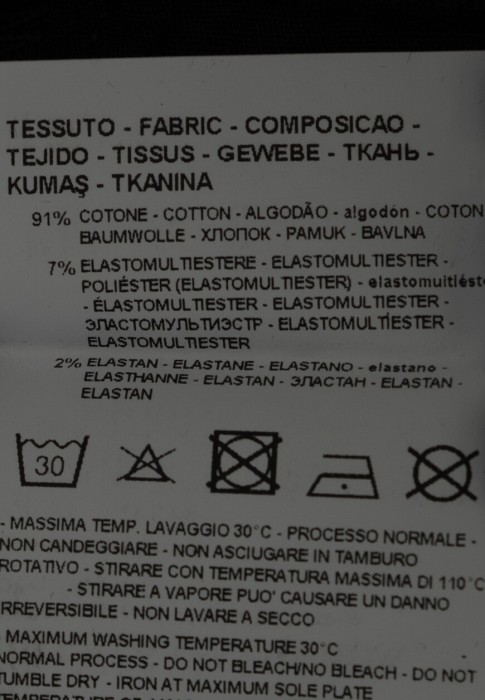 TESSUTO - FABRIC - COMPOSICAO -
TEJIDO - TISSUS - GEWEBE - ТКАНЬ -
KUMAŞ - TKANINA
91% COTONE - COTTON - ALGODÃO - algodón - COTON
BAUMWOLLE - ХЛОПОК - PAMUK - BAVLNA
7% ELASTOMULTIESTERE - ELASTOMULTIESTER -
POLIÉSTER (ELASTOMULTIESTER) - elastomultiést
- ÉLASTOMULTIESTER - ELASTOMULTIESTER -
ЭЛАСТОМУЛЬТИЭСТР - ELASTOMULTÍESTER -
ELASTOMULTIESTER
2% ELASTAN - ELASTANE - ELASTANO - elastano -
ELASTHANNE - ELASTAN - ЭЛАСТАН - ELASTAN -
ELASTAN
30
- MASSIMA TEMP. LAVAGGIO 30°C - PROCESSO NORMALE -
NON CANDEGGIARE - NON ASCIUGARE IN TAMBURO
ROTATIVO - STIRARE CON TEMPERATURA MASSIMA DI 110°C
- STIRARE A VAPORE PUO' CAUSARE UN DANNO
IRREVERSIBILE - NON LAVARE A SECCO
MAXIMUM WASHING TEMPERATURE 30°C
NORMAL PROCESS - DO NOT BLEACH/NO BLEACH - DO NOT
TUMBLE DRY - IRON AT MAXIMUM SOLE PLATE